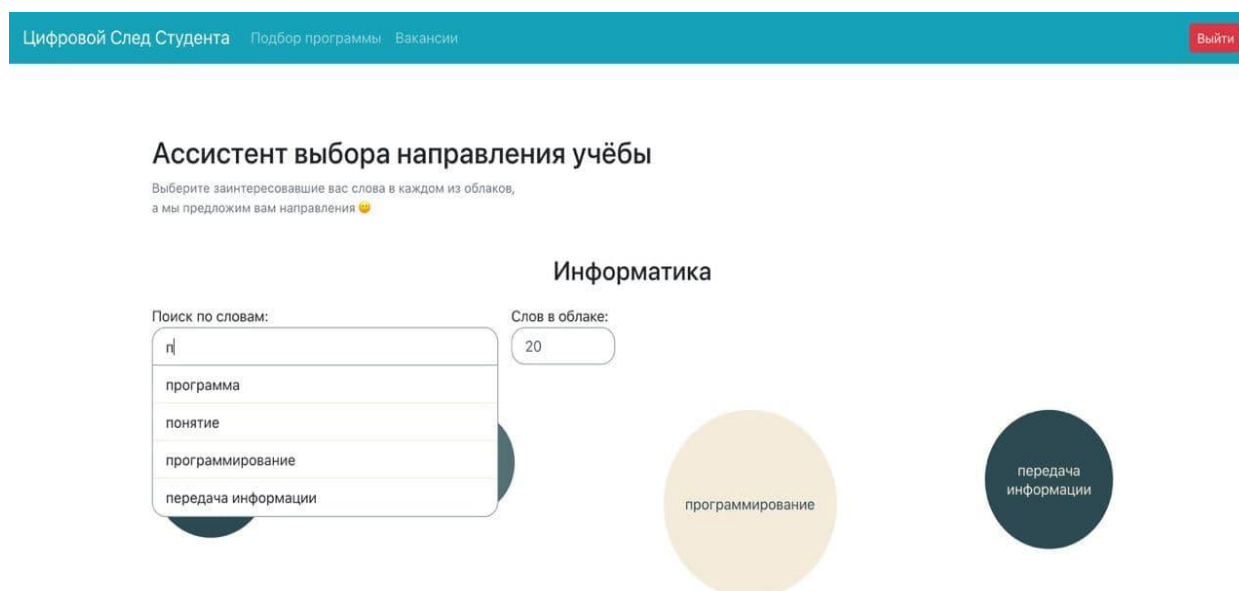 Цифровой След Студента Подбор программы Вакансии Выйти
Ассистент выбора направления учёбы
Выберите заинтересовавшие вас слова в каждом из облаков,
а мы предложим вам направления 😀
Информатика
Поиск по словам: Слов в облаке:
п 20
программа
понятие
программирование
передача информации
программирование
передача
информации